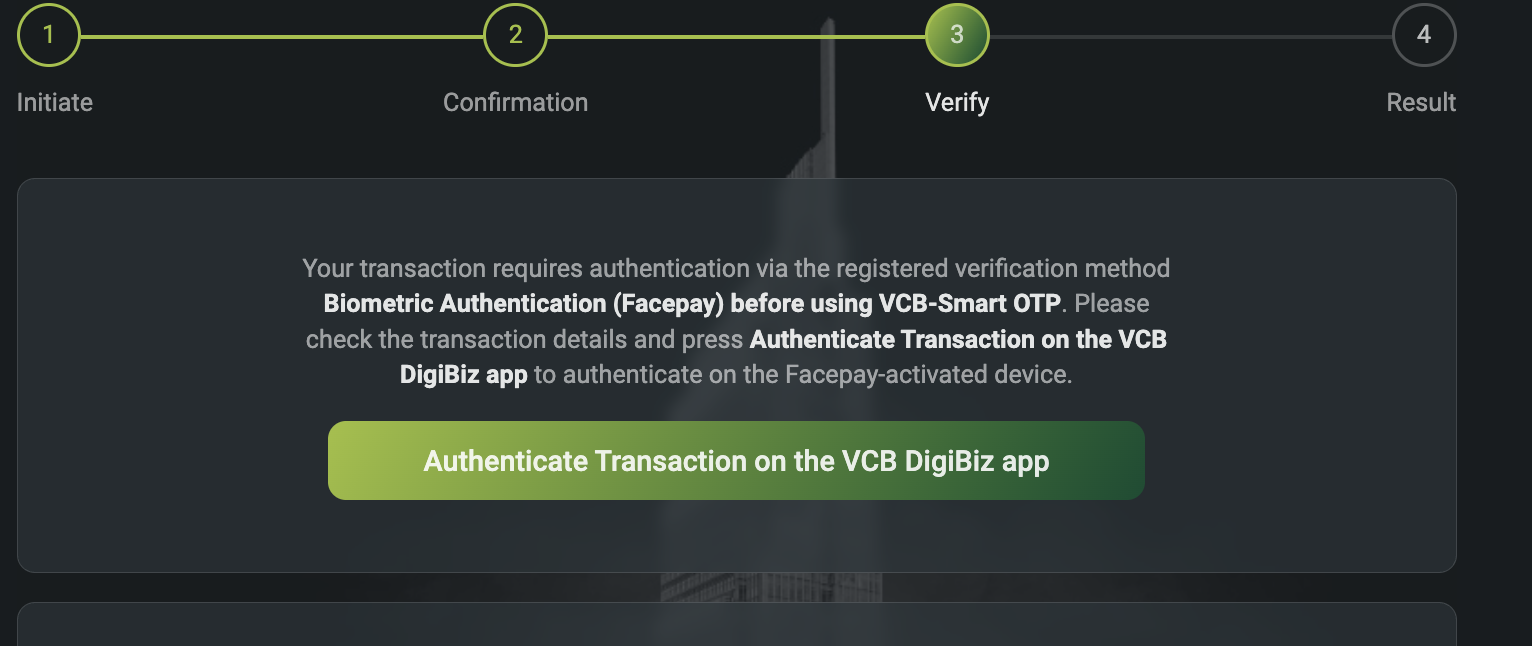 1
2
3
4
Initiate
Confirmation
Verify
Result
Your transaction requires authentication via the registered verification method
Biometric Authentication (Facepay) before using VCB-Smart OTP. Please
check the transaction details and press Authenticate Transaction on the VCB
DigiBiz app to authenticate on the Facepay-activated device.
Authenticate Transaction on the VCB DigiBiz app